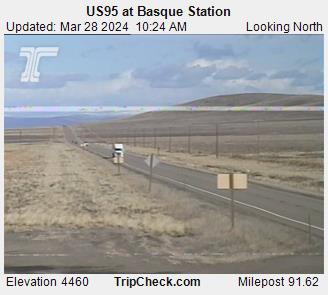 US95 at Basque Station
Updated: Mar 28 2024 10:24 AM Looking North
Elevation 4460 TripCheck.com Milepost 91.62